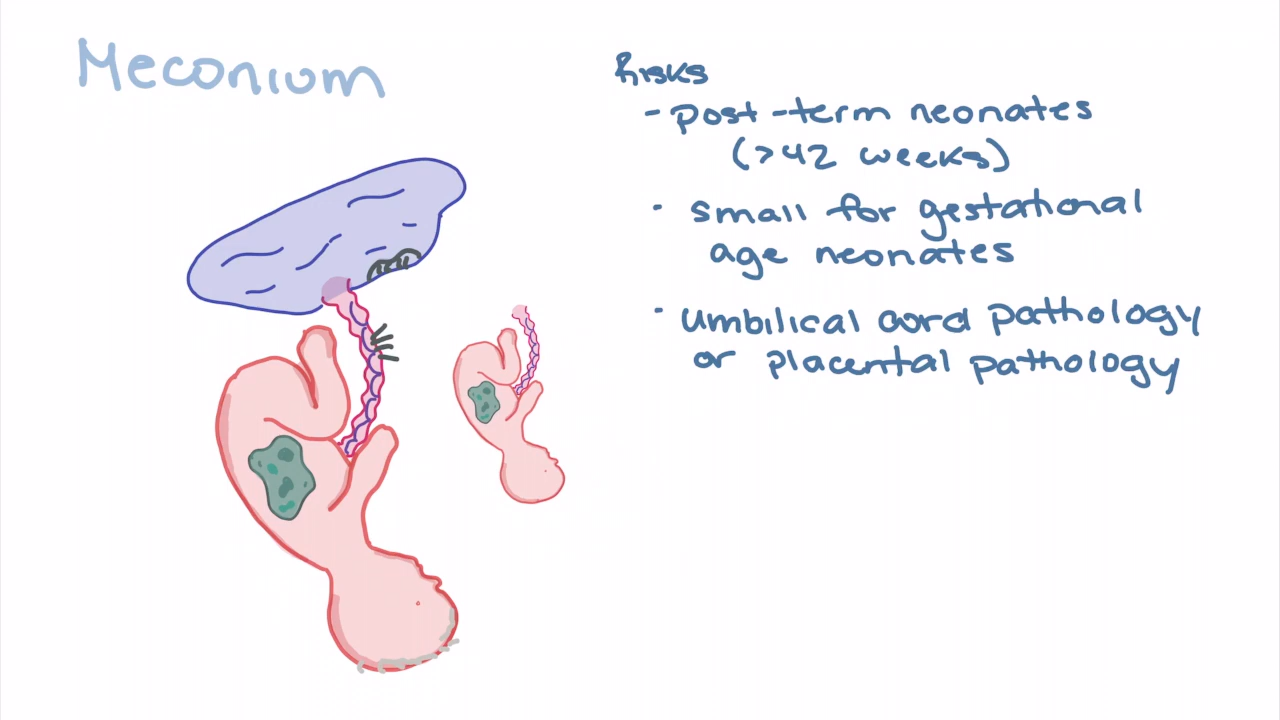 Meconium
Risks
- post-term neonates
(>42 weeks)
· small for gestational
age neonates
· umbilical cord pathology
or placental pathology